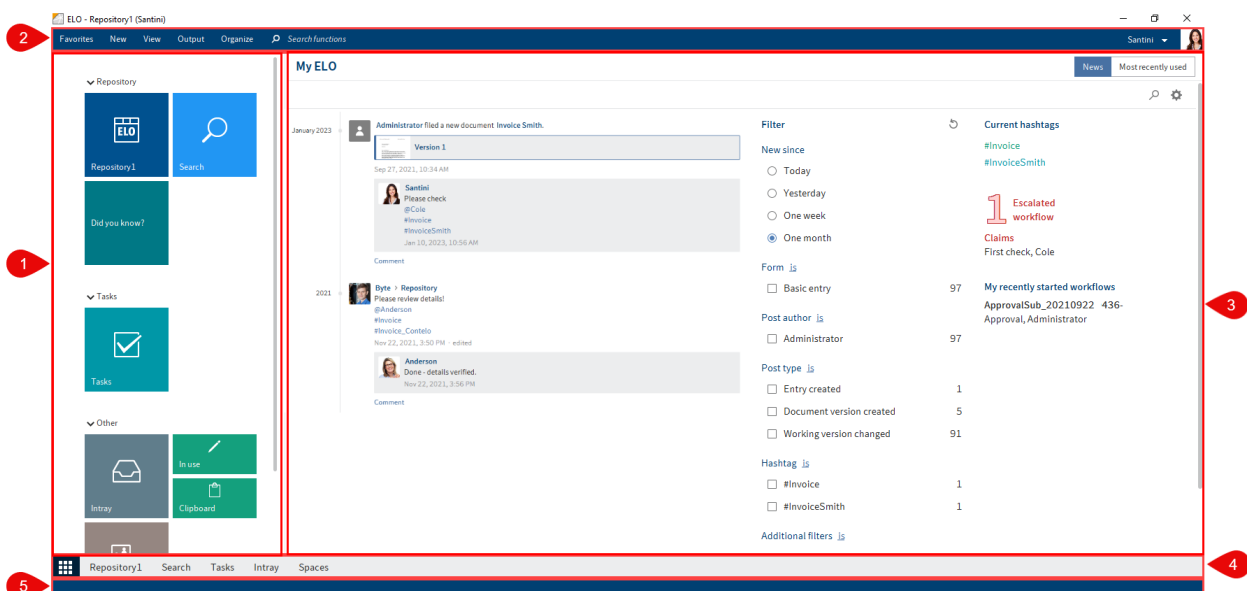 ELO - Repository1 (Santini)
2
Favorites New View Output Organize Search functions Santini
My ELO
News Most recently used
Repository
ELO
Repository1
Search
Did you know?
1
Tasks
Tasks
Other
Intray
In use
Clipboard
January 2023
Administrator filed a new document Invoice Smith.
Version 1
Sep 27, 2021, 10:34 AM
Santini
Please check
@Cole
#Invoice
#InvoiceSmith
Jan 10, 2023, 10:56 AM
Comment
2021
Byte > Repository
Please review details!
@Anderson
#Invoice
#Invoice_Contelo
Nov 22, 2021, 3:50 PM · edited
Anderson
Done - details verified.
Nov 22, 2021, 3:56 PM
Comment
Filter
New since
Today
Yesterday
One week
One month
Form is
Basic entry 97
Post author is
Administrator 97
Post type is
Entry created 1
Document version created 5
Working version changed 91
Hashtag is
#Invoice 1
#InvoiceSmith 1
Additional filters is
Current hashtags
#Invoice
#InvoiceSmith
1 Escalated
workflow
Claims
First check, Cole
My recently started workflows
ApprovalSub_20210922 436-
Approval, Administrator
3
Repository1 Search Tasks Intray Spaces
4
5